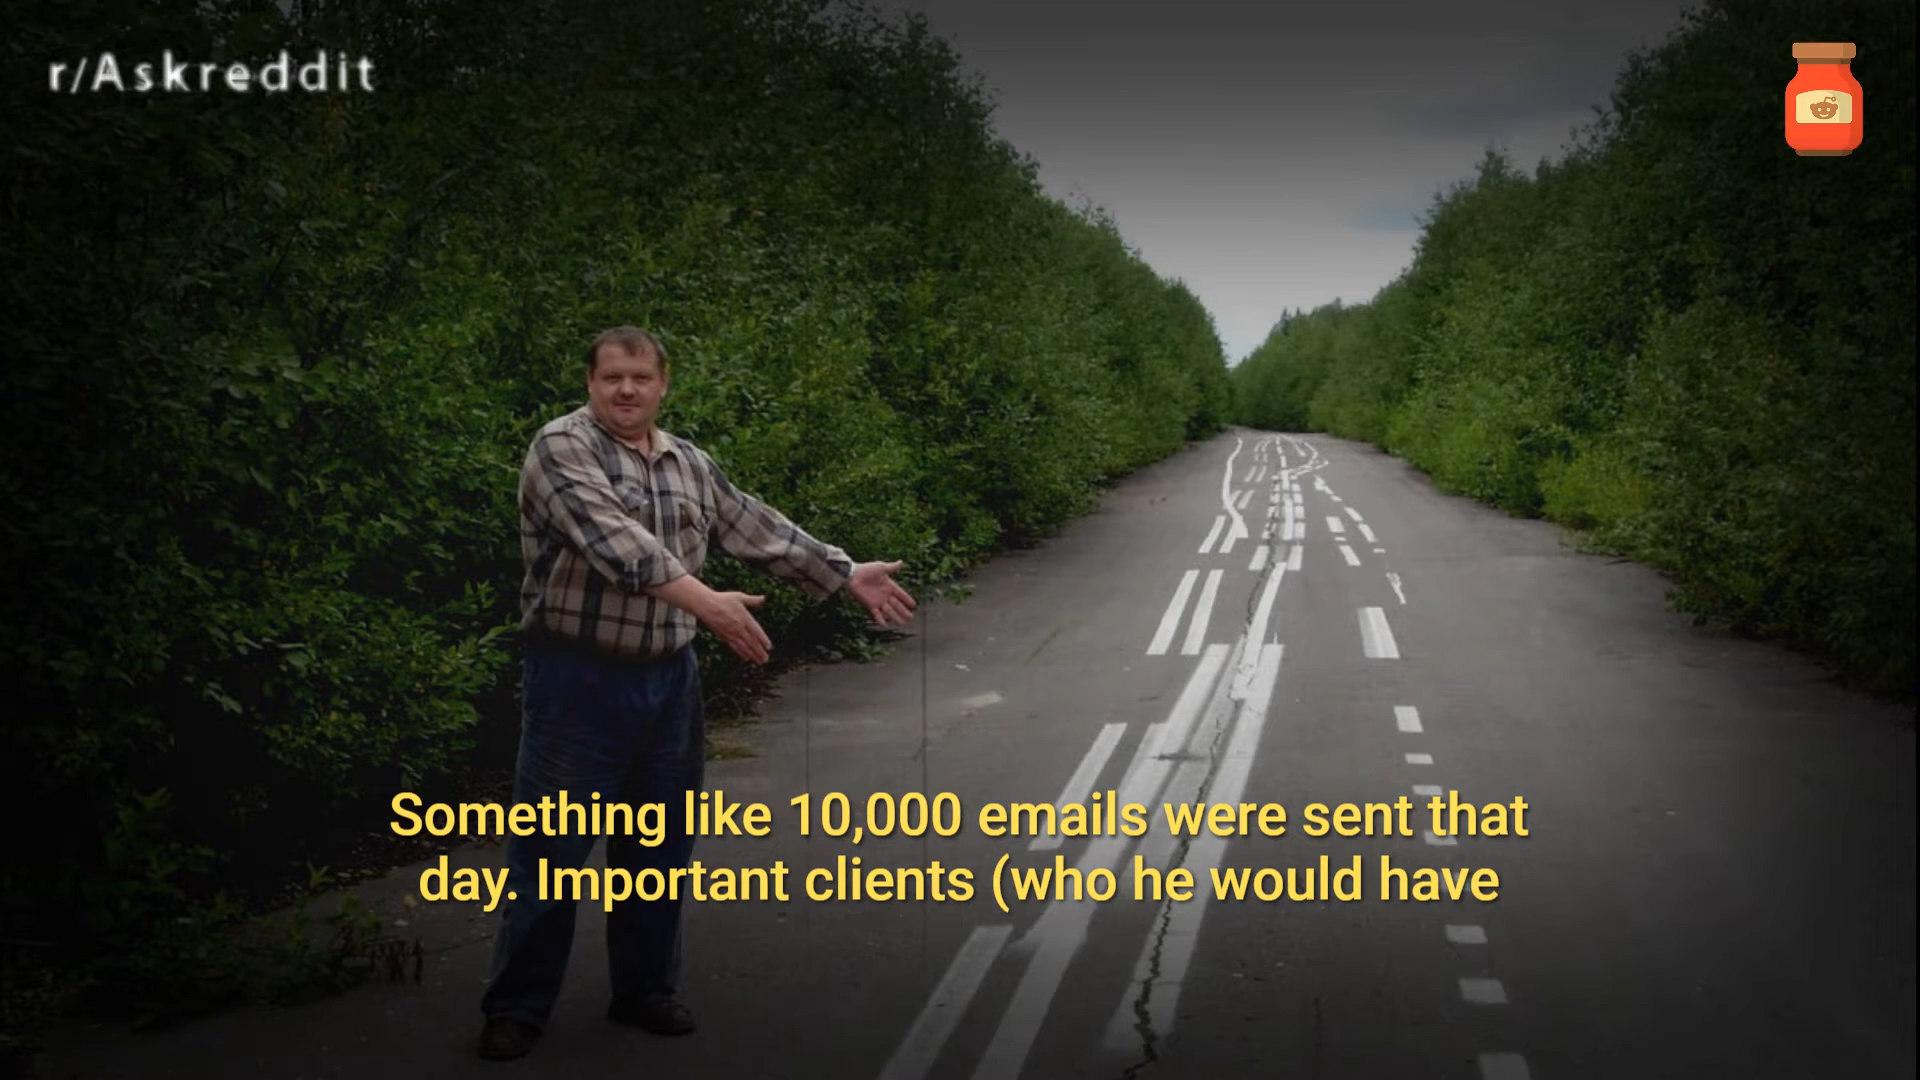 r/Askreddit
Something like 10,000 emails were sent that
day. Important clients (who he would have